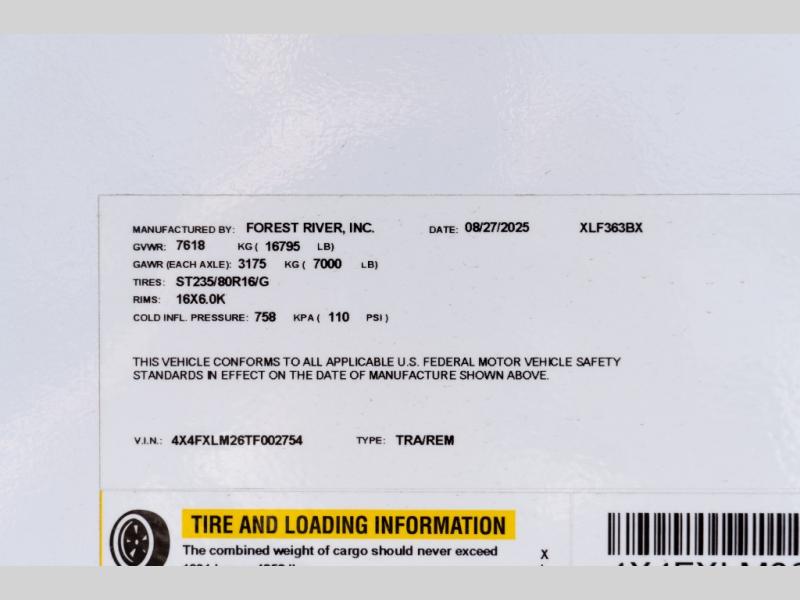 MANUFACTURED BY: FOREST RIVER, INC. DATE: 08/27/2025 XLF363BX
GVWR: 7618 KG ( 16795 LB)
GAWR (EACH AXLE): 3175 KG ( 7000 LB)
TIRES: ST235/80R16/G
RIMS: 16X6.0K
COLD INFL. PRESSURE: 758 KPA ( 110 PSI )
THIS VEHICLE CONFORMS TO ALL APPLICABLE U.S. FEDERAL MOTOR VEHICLE SAFETY
STANDARDS IN EFFECT ON THE DATE OF MANUFACTURE SHOWN ABOVE.
V.I.N.: 4X4FXLM26TF002754 TYPE: TRA/REM
TIRE AND LOADING INFORMATION
The combined weight of cargo should never exceed
X